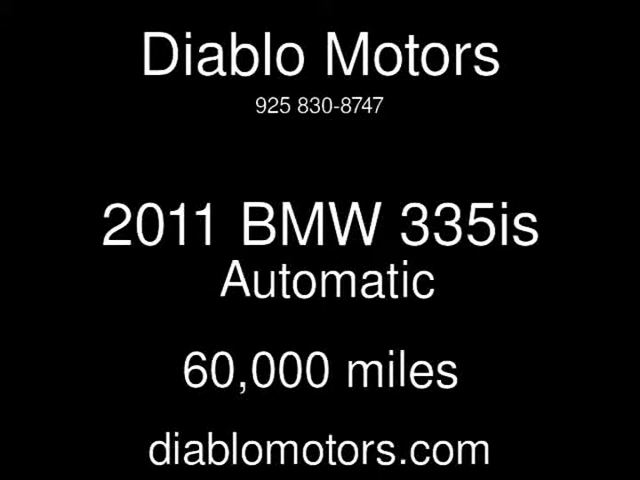 Diablo Motors
925 830-8747
2011 BMW 335is
Automatic
60,000 miles
diablomotors.com